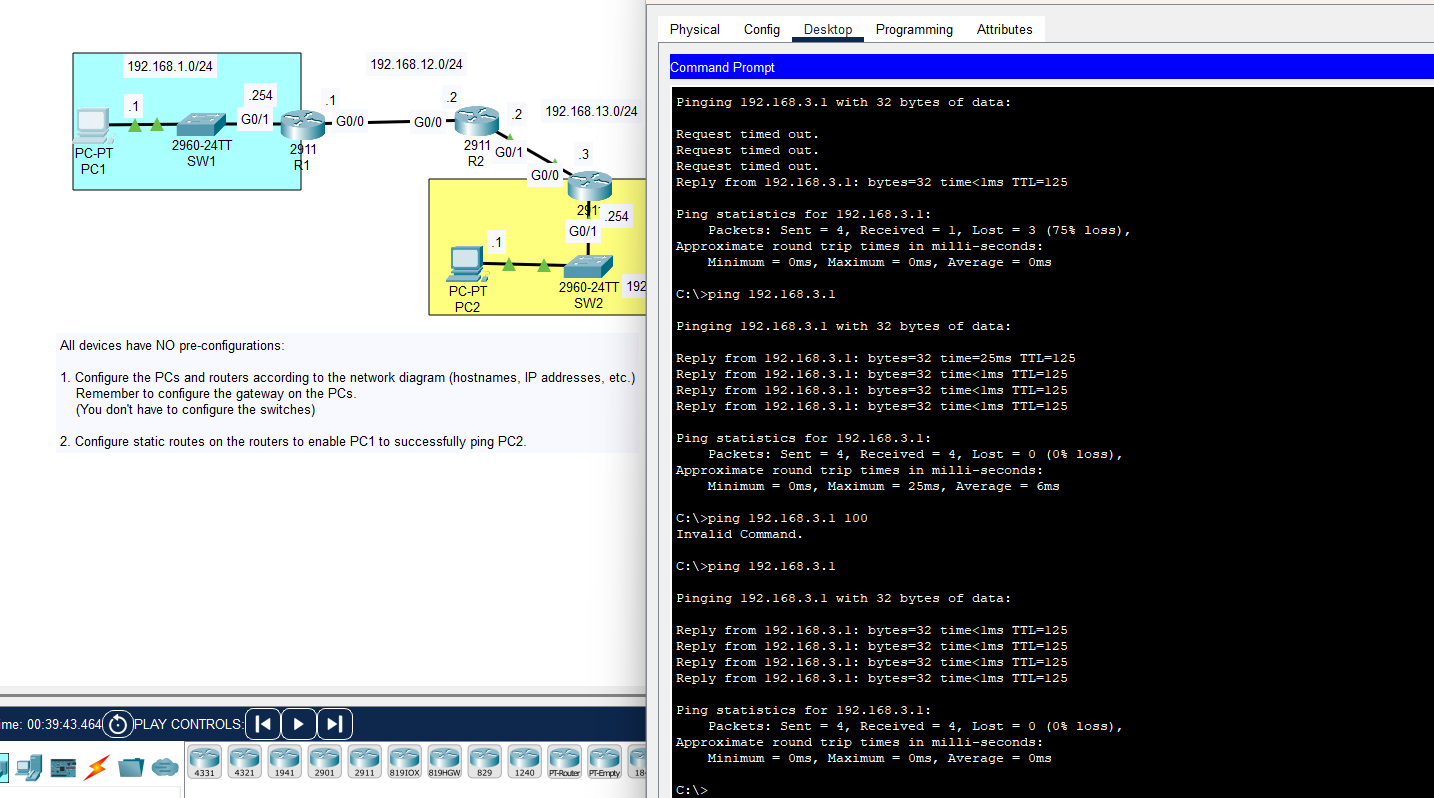 192.168.1.0/24
192.168.12.0/24
.1
.254
.1
.2
.2
192.168.13.0/24
G0/1
G0/0
G0/0
PC-PT
PC1
2960-24TT
SW1
2911
R1
2911
R2
G0/1
.3
G0/0
.254
G0/1
.1
PC-PT
PC2
2960-24TT
SW2
192
All devices have NO pre-configurations:
1. Configure the PCs and routers according to the network diagram (hostnames, IP addresses, etc.)
Remember to configure the gateway on the PCs.
(You don't have to configure the switches)
2. Configure static routes on the routers to enable PC1 to successfully ping PC2.
ime: 00:39:43.464 PLAY CONTROLS:
4331 4321 1941 2901 2911 819IOX 819HGW 829 1240 PT-Router PT-Empty 18
Physical Config Desktop Programming Attributes
Command Prompt
Pinging 192.168.3.1 with 32 bytes of data:
Request timed out.
Request timed out.
Request timed out.
Reply from 192.168.3.1: bytes=32 time<1ms TTL=125
Ping statistics for 192.168.3.1:
Packets: Sent = 4, Received = 1, Lost = 3 (75% loss),
Approximate round trip times in milli-seconds:
Minimum = 0ms, Maximum = 0ms, Average = 0ms
C:\>ping 192.168.3.1
Pinging 192.168.3.1 with 32 bytes of data:
Reply from 192.168.3.1: bytes=32 time=25ms TTL=125
Reply from 192.168.3.1: bytes=32 time<1ms TTL=125
Reply from 192.168.3.1: bytes=32 time<1ms TTL=125
Reply from 192.168.3.1: bytes=32 time<1ms TTL=125
Ping statistics for 192.168.3.1:
Packets: Sent = 4, Received = 4, Lost = 0 (0% loss),
Approximate round trip times in milli-seconds:
Minimum = 0ms, Maximum = 25ms, Average = 6ms
C:\>ping 192.168.3.1 100
Invalid Command.
C:\>ping 192.168.3.1
Pinging 192.168.3.1 with 32 bytes of data:
Reply from 192.168.3.1: bytes=32 time<1ms TTL=125
Reply from 192.168.3.1: bytes=32 time<1ms TTL=125
Reply from 192.168.3.1: bytes=32 time<1ms TTL=125
Reply from 192.168.3.1: bytes=32 time<1ms TTL=125
Ping statistics for 192.168.3.1:
Packets: Sent = 4, Received = 4, Lost = 0 (0% loss),
Approximate round trip times in milli-seconds:
Minimum = 0ms, Maximum = 0ms, Average = 0ms
C:\>